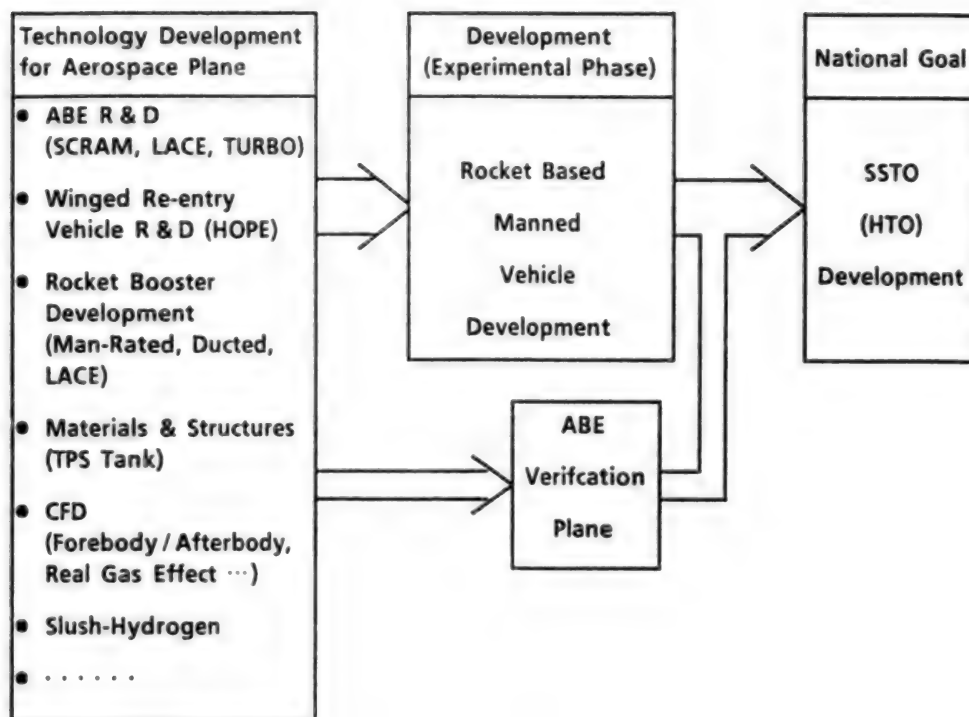 Technology Development
for Aerospace Plane
● ABE R & D
(SCRAM, LACE, TURBO)
● Winged Re-entry
Vehicle R & D (HOPE)
● Rocket Booster
Development
(Man-Rated, Ducted,
LACE)
● Materials & Structures
(TPS Tank)
● CFD
(Forebody / Afterbody,
Real Gas Effect ···)
● Slush-Hydrogen
● · · · · · ·
Development
(Experimental Phase)
Rocket Based
Manned
Vehicle
Development
ABE
Verifcation
Plane
National Goal
SSTO
(HTO)
Development